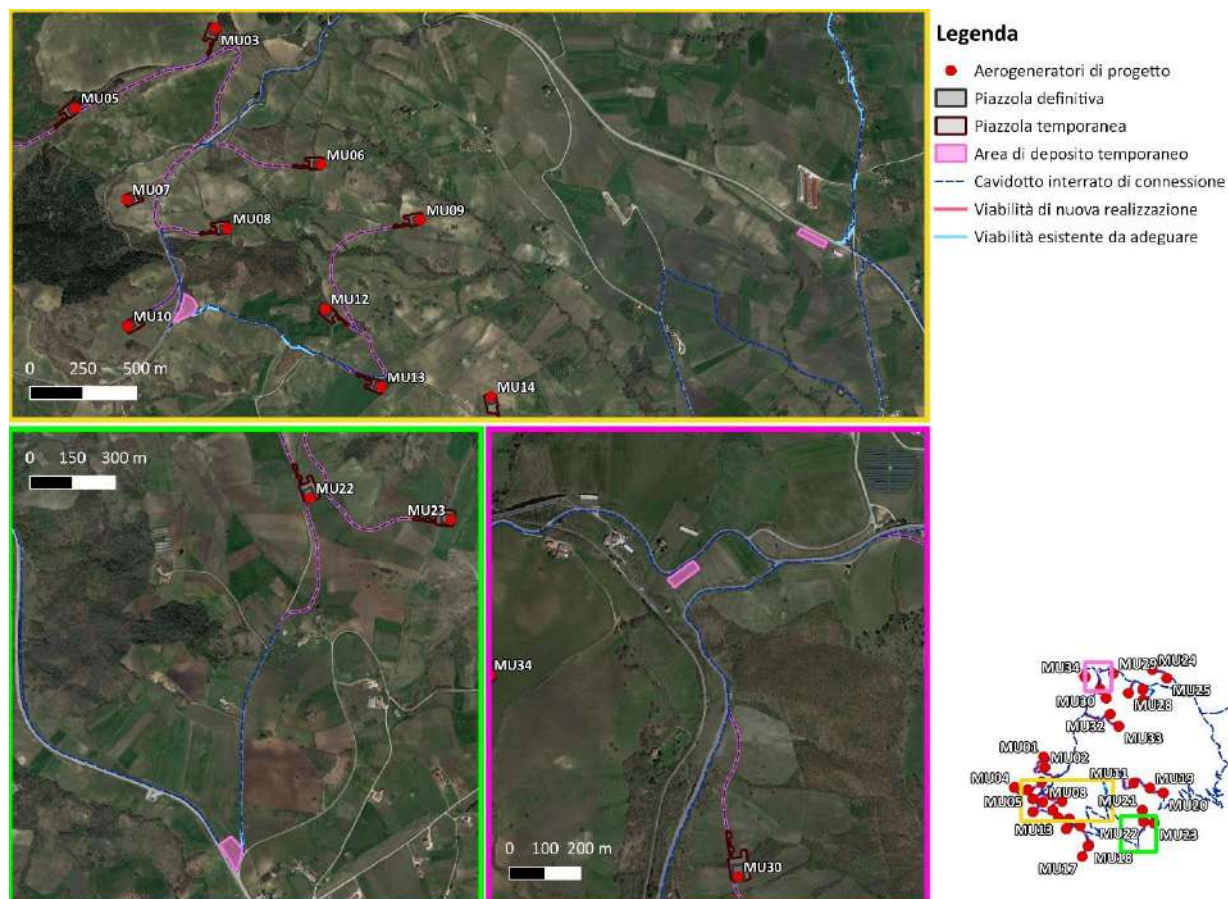 MU03
MU05
MU06
MU07
MU08
MU09
MU10
MU12
MU13
MU14
0 250 500 m
Legenda
Aerogeneratori di progetto
Piazzola definitiva
Piazzola temporanea
Area di deposito temporaneo
Cavidotto interrato di connessione
Viabilità di nuova realizzazione
Viabilità esistente da adeguare
0 150 300 m
MU22
MU23
MU34
MU30
0 100 200 m
MU34
MU29
MU24
MU25
MU30
MU28
MU32
MU33
MU01
MU02
MU04
MU11
MU19
MU05
MU08
MU21
MU20
MU13
MU22
MU23
MU18
MU17